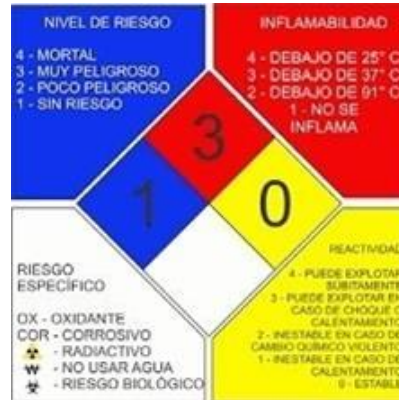 NIVEL DE RIESGO
4 - MORTAL
3 - MUY PELIGROSO
2 - POCO PELIGROSO
1 - SIN RIESGO
INFLAMABILIDAD
4 - DEBAJO DE 25° C
3 - DEBAJO DE 37° C
2 - DEBAJO DE 91° C
1 - NO SE
INFLAMA
3
1
0
RIESGO
ESPECÍFICO
OX - OXIDANTE
COR - CORROSIVO
☢ - RADIACTIVO
W - NO USAR AGUA
☣ - RIESGO BIOLÓGICO
REACTIVIDAD
4 - PUEDE EXPLOTAR
SÚBITAMENTE
3 - PUEDE EXPLOTAR EN
CASO DE CHOQUE O
CALENTAMIENTO
2 - INESTABLE EN CASO DE
CAMBIO QUÍMICO VIOLENTO
1 - INESTABLE EN CASO DE
CALENTAMIENTO
0 - ESTABLE